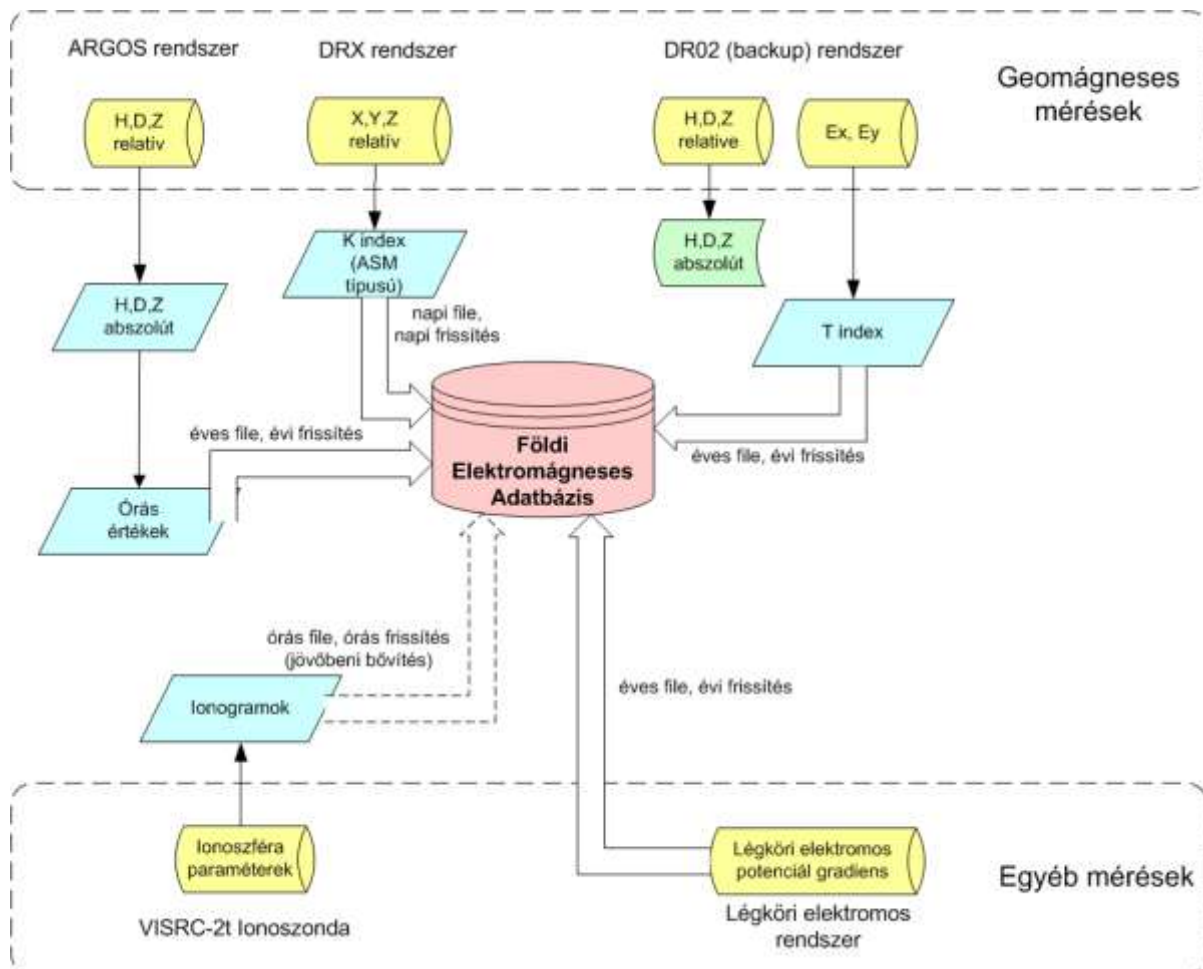 ARGOS rendszer
DRX rendszer
DR02 (backup) rendszer
Geomágneses
mérések
H,D,Z
relatív
X,Y,Z
relatív
H,D,Z
relative
Ex, Ey
K index
(ASM
típusú)
H,D,Z
abszolút
H,D,Z
abszolút
napi file,
napi frissítés
T index
éves file, évi frissítés
Földi
Elektromágneses
Adatbázis
éves file, évi frissítés
Órás
értékek
órás file, órás frissítés
(jövőbeni bővítés)
Ionogramok
éves file, évi frissítés
Ionoszféra
paraméterek
VISRC-2t Ionoszonda
Légköri elektromos
potenciál gradiens
Légköri elektromos
rendszer
Egyéb mérések